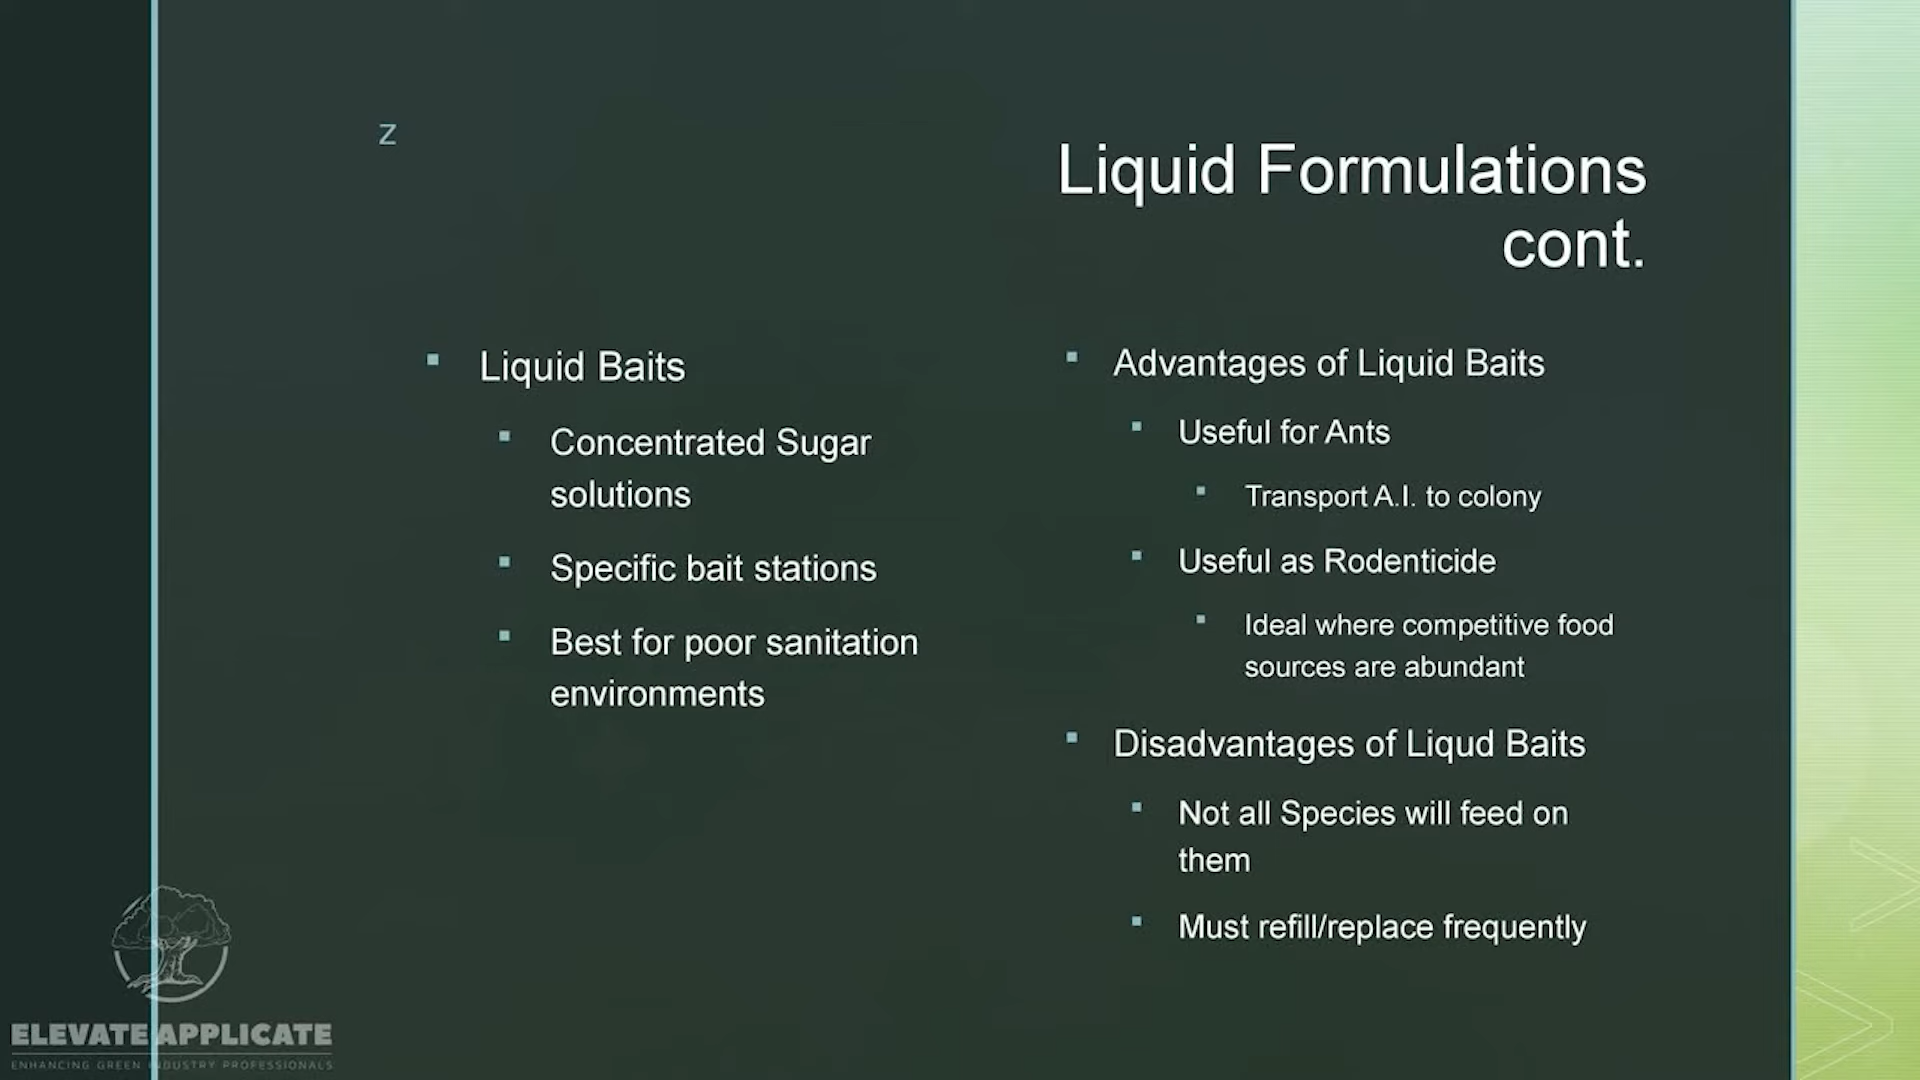 z
Liquid Formulations
cont.
Liquid Baits
Concentrated Sugar
solutions
Specific bait stations
Best for poor sanitation
environments
Advantages of Liquid Baits
Useful for Ants
Transport A.I. to colony
Useful as Rodenticide
Ideal where competitive food
sources are abundant
Disadvantages of Liqud Baits
Not all Species will feed on
them
Must refill/replace frequently
ELEVATE APPLICATE
ENHANCING GREEN INDUSTRY PROFESSIONALS